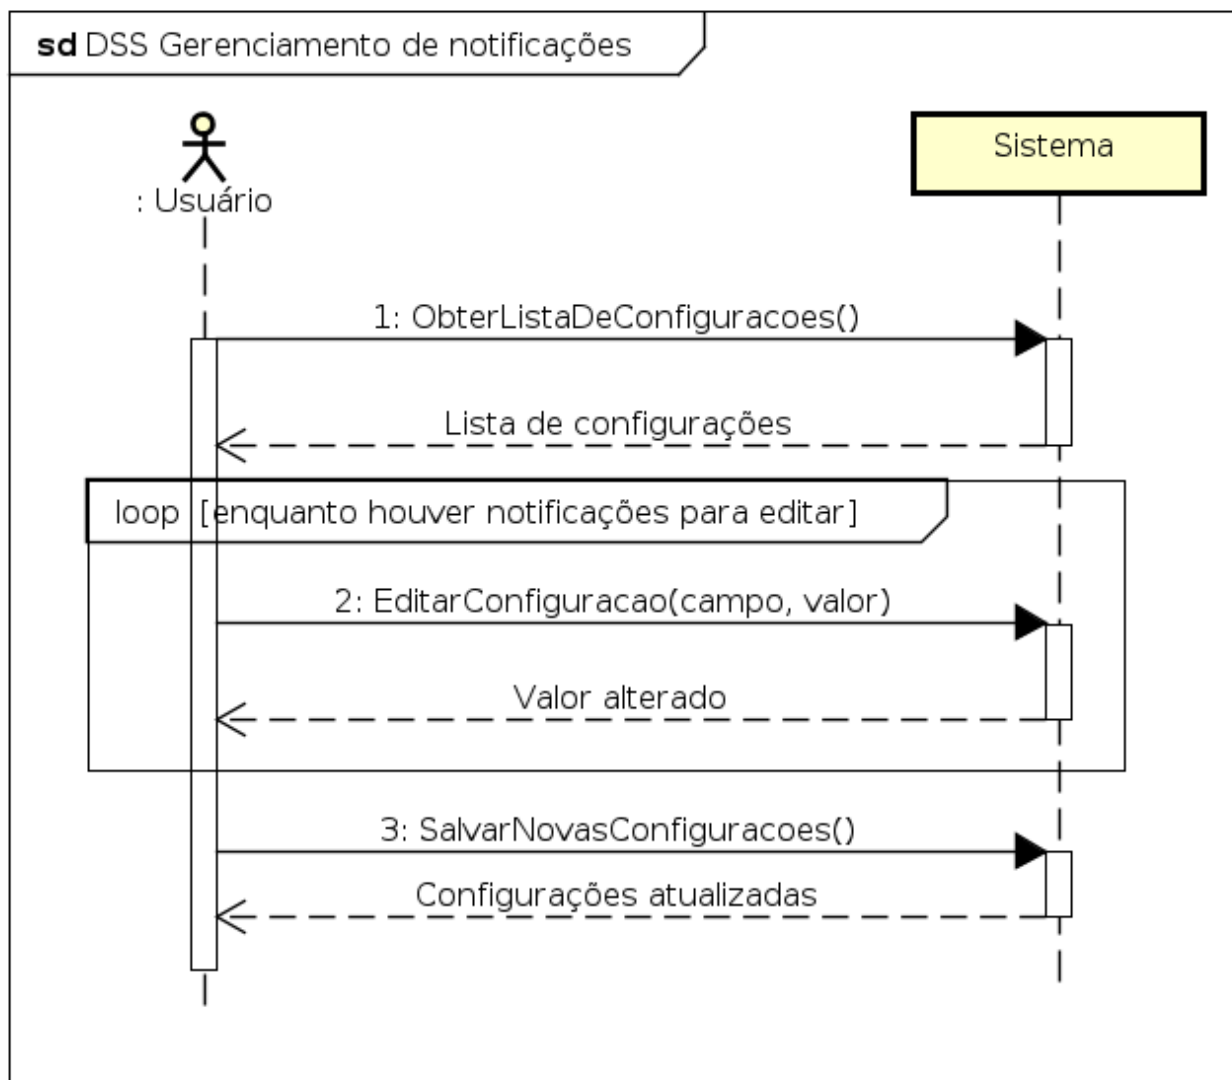 sd DSS Gerenciamento de notificações
: Usuário
Sistema
1: ObterListaDeConfiguracoes()
Lista de configurações
loop [enquanto houver notificações para editar]
2: EditarConfiguracao(campo, valor)
Valor alterado
3: SalvarNovasConfiguracoes()
Configurações atualizadas